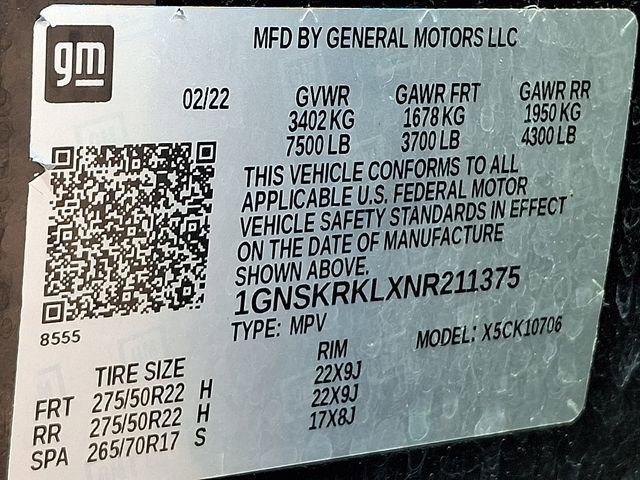 gm
MFD BY GENERAL MOTORS LLC
02/22 GVWR GAWR FRT GAWR RR
3402 KG 1678 KG 1950 KG
7500 LB 3700 LB 4300 LB
THIS VEHICLE CONFORMS TO ALL
APPLICABLE U.S. FEDERAL MOTOR
VEHICLE SAFETY STANDARDS IN EFFECT
ON THE DATE OF MANUFACTURE
SHOWN ABOVE.
1GNSKRKLXNR211375
8555
TYPE: MPV MODEL: X5CK10706
TIRE SIZE RIM
FRT 275/50R22 H 22X9J
RR 275/50R22 H 22X9J
SPA 265/70R17 S 17X8J